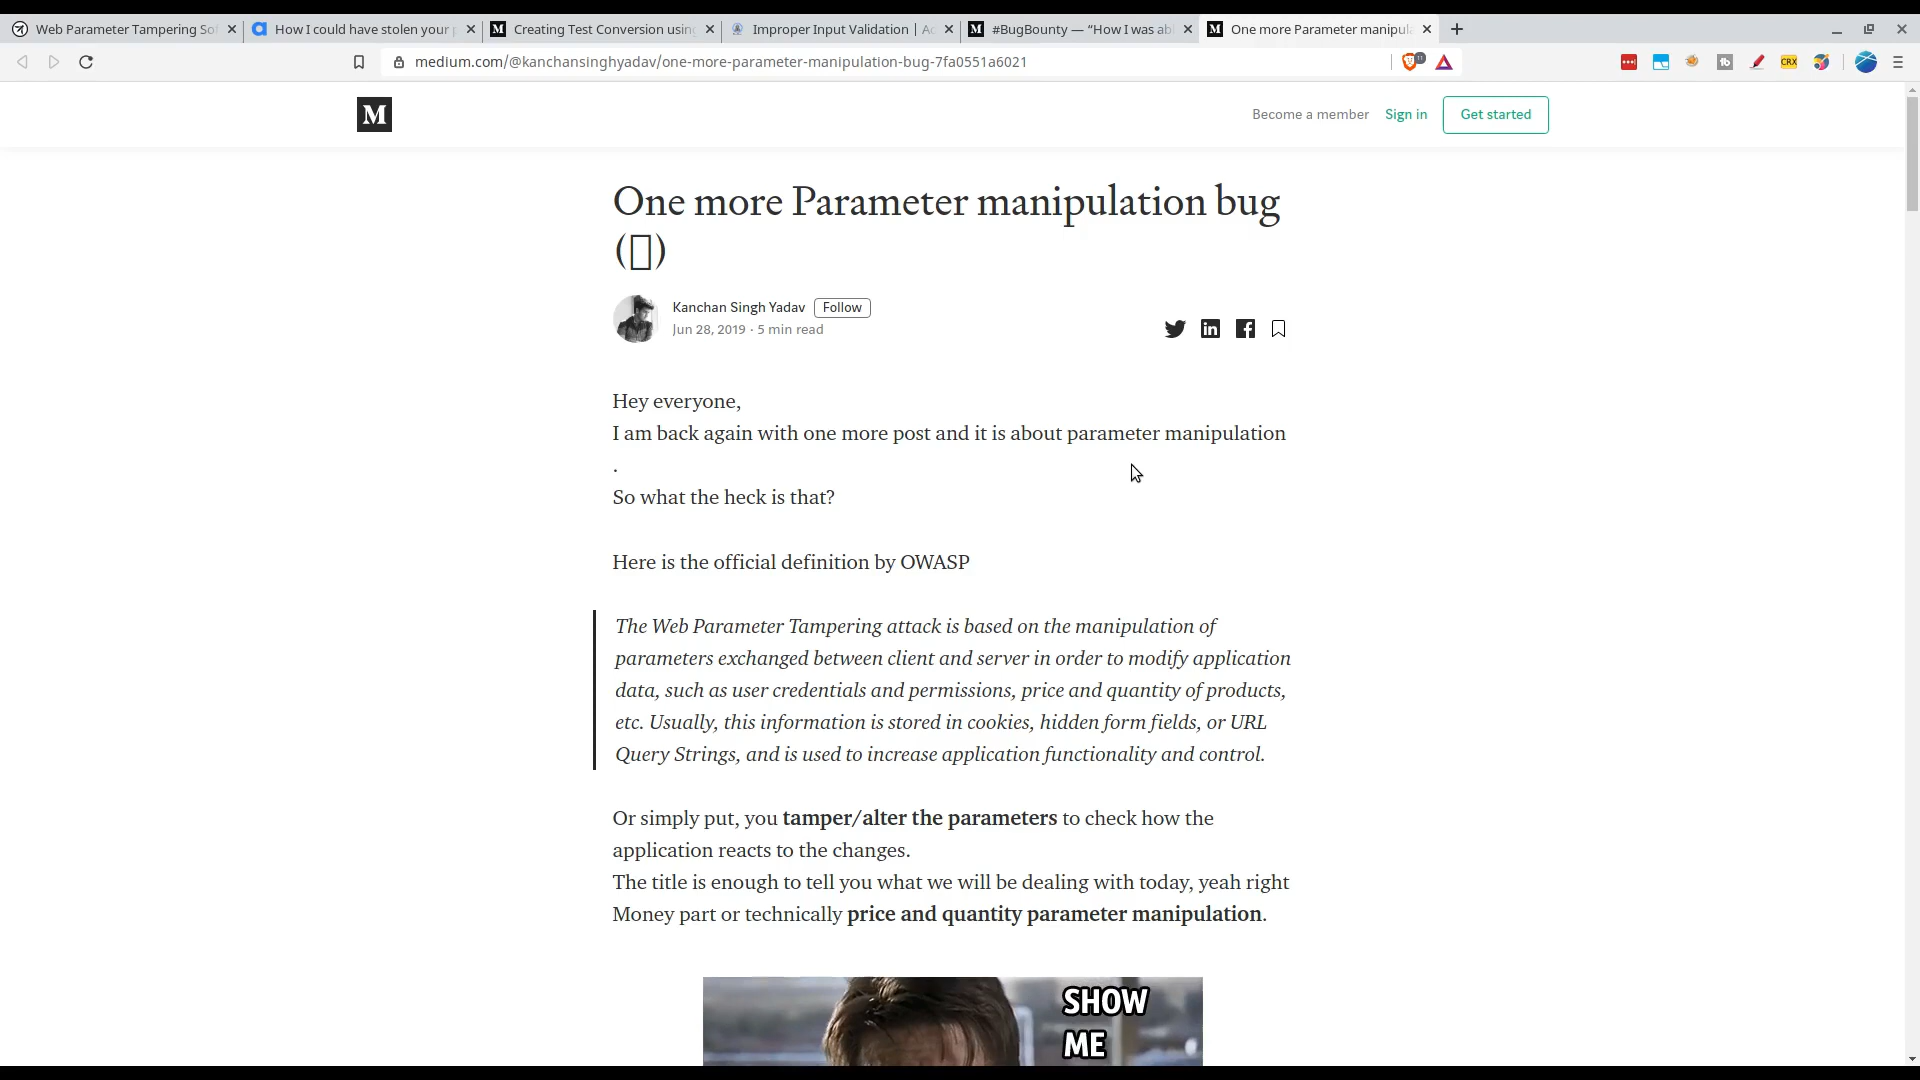 Web Parameter Tampering Sof
How I could have stolen your p
Creating Test Conversion using
Improper Input Validation | Ac
#BugBounty — “How I was abl
One more Parameter manipula
medium.com/@kanchansinghyadav/one-more-parameter-manipulation-bug-7fa0551a6021
CRX
M
Become a member
Sign in
Get started
One more Parameter manipulation bug
(▯)
Kanchan Singh Yadav
Follow
Jun 28, 2019 · 5 min read
Hey everyone,
I am back again with one more post and it is about parameter manipulation
.
So what the heck is that?
Here is the official definition by OWASP
The Web Parameter Tampering attack is based on the manipulation of
parameters exchanged between client and server in order to modify application
data, such as user credentials and permissions, price and quantity of products,
etc. Usually, this information is stored in cookies, hidden form fields, or URL
Query Strings, and is used to increase application functionality and control.
Or simply put, you tamper/alter the parameters to check how the
application reacts to the changes.
The title is enough to tell you what we will be dealing with today, yeah right
Money part or technically price and quantity parameter manipulation.
SHOW
ME